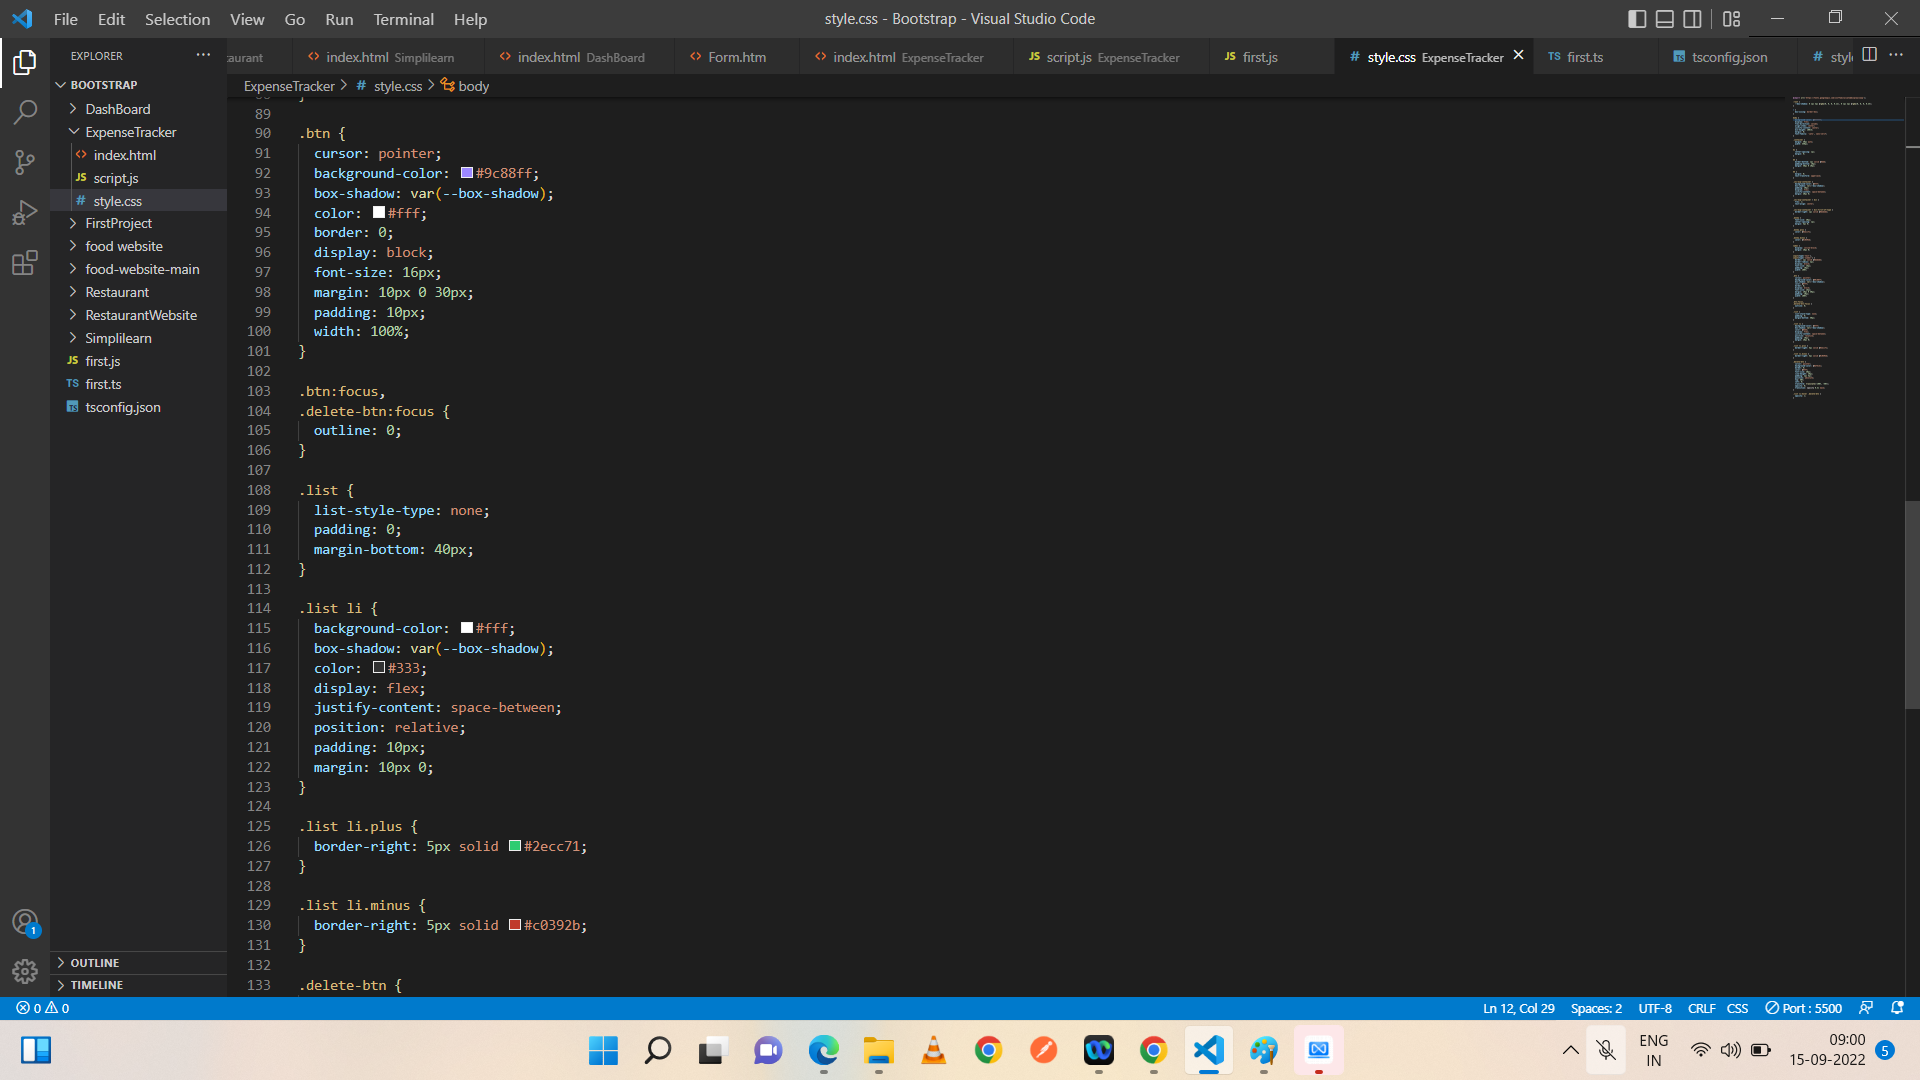 File Edit Selection View Go Run Terminal Help
style.css - Bootstrap - Visual Studio Code
EXPLORER
BOOTSTRAP
DashBoard
ExpenseTracker
index.html
script.js
style.css
FirstProject
food website
food-website-main
Restaurant
RestaurantWebsite
Simplilearn
first.js
first.ts
tsconfig.json
OUTLINE
TIMELINE
aurant index.html Simplilearn index.html DashBoard Form.htm index.html ExpenseTracker script.js ExpenseTracker first.js style.css ExpenseTracker first.ts tsconfig.json styl
ExpenseTracker > style.css > body
89
90 .btn {
91 cursor: pointer;
92 background-color: #9c88ff;
93 box-shadow: var(--box-shadow);
94 color: #fff;
95 border: 0;
96 display: block;
97 font-size: 16px;
98 margin: 10px 0 30px;
99 padding: 10px;
100 width: 100%;
101 }
102
103 .btn:focus,
104 .delete-btn:focus {
105 outline: 0;
106 }
107
108 .list {
109 list-style-type: none;
110 padding: 0;
111 margin-bottom: 40px;
112 }
113
114 .list li {
115 background-color: #fff;
116 box-shadow: var(--box-shadow);
117 color: #333;
118 display: flex;
119 justify-content: space-between;
120 position: relative;
121 padding: 10px;
122 margin: 10px 0;
123 }
124
125 .list li.plus {
126 border-right: 5px solid #2ecc71;
127 }
128
129 .list li.minus {
130 border-right: 5px solid #c0392b;
131 }
132
133 .delete-btn {
1
0 0
Ln 12, Col 29 Spaces: 2 UTF-8 CRLF CSS Port : 5500
ENG
IN
09:00
15-09-2022
5